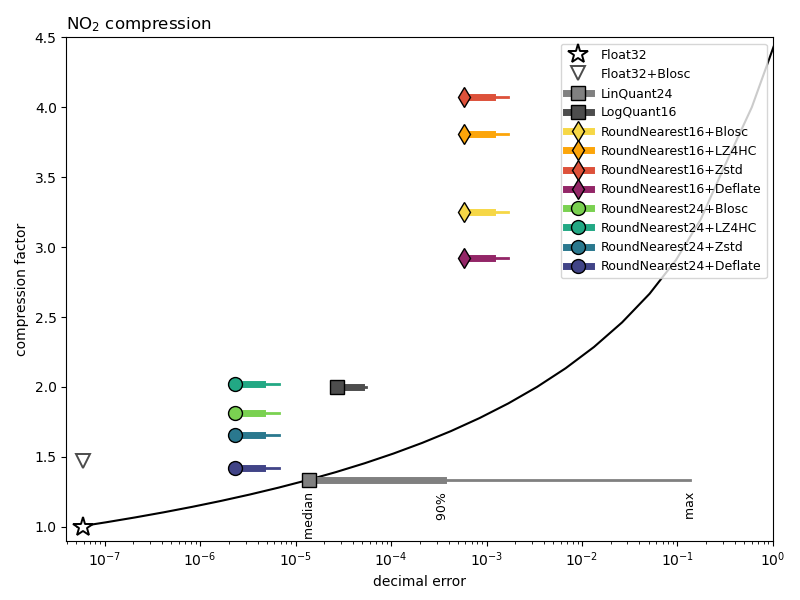 NO₂ compression
compression factor
4.5
4.0
3.5
3.0
2.5
2.0
1.5
1.0
Float32
Float32+Blosc
LinQuant24
LogQuant16
RoundNearest16+Blosc
RoundNearest16+LZ4HC
RoundNearest16+Zstd
RoundNearest16+Deflate
RoundNearest24+Blosc
RoundNearest24+LZ4HC
RoundNearest24+Zstd
RoundNearest24+Deflate
median
90%
max
10⁻⁷
10⁻⁶
10⁻⁵
10⁻⁴
10⁻³
10⁻²
10⁻¹
10⁰
decimal error